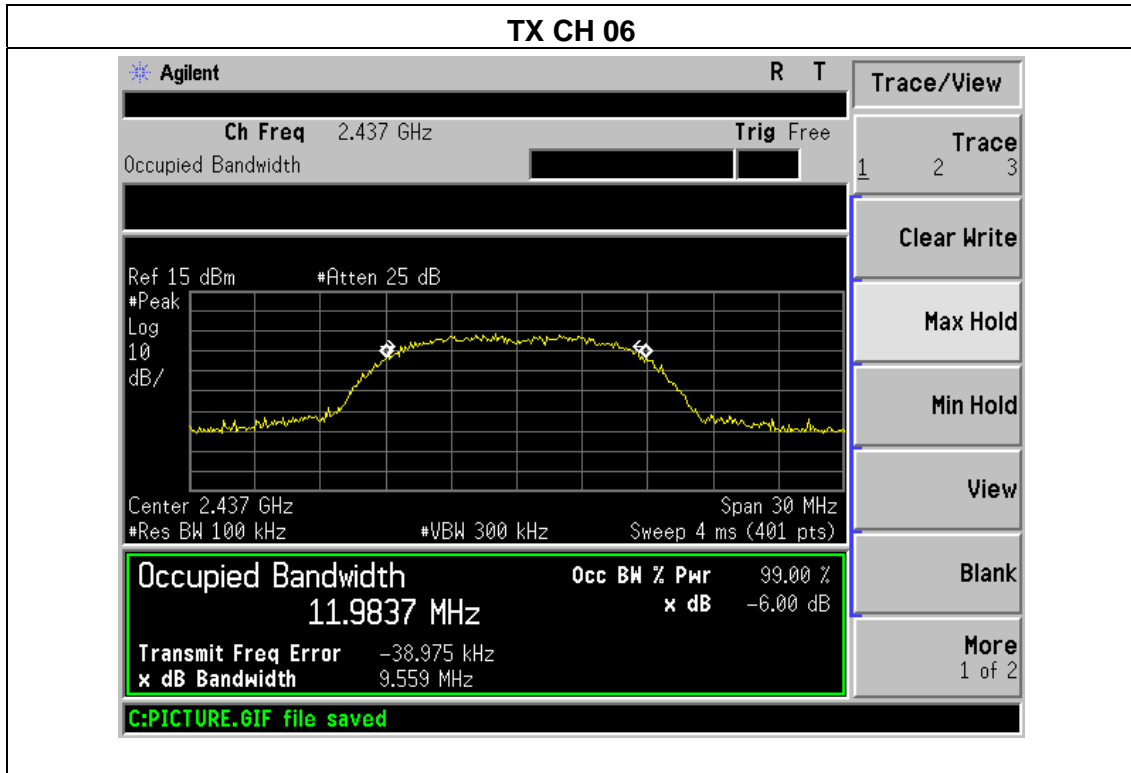 TX CH 06
Agilent R T
Trace/View
Ch Freq 2.437 GHz Trig Free
Occupied Bandwidth
Trace
1 2 3
Clear Write
Ref 15 dBm #Atten 25 dB
#Peak
Log
10
dB/
Max Hold
Min Hold
View
Center 2.437 GHz Span 30 MHz
#Res BW 100 kHz #VBW 300 kHz Sweep 4 ms (401 pts)
Occupied Bandwidth Occ BW % Pwr 99.00 %
11.9837 MHz x dB -6.00 dB
Blank
Transmit Freq Error -38.975 kHz
x dB Bandwidth 9.559 MHz
More
1 of 2
C:PICTURE.GIF file saved